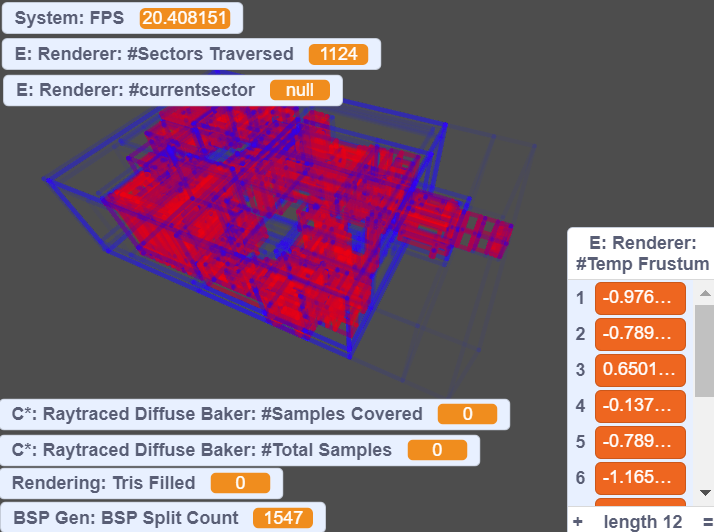 System: FPS 20.408151
E: Renderer: #Sectors Traversed 1124
E: Renderer: #currentsector null
E: Renderer:
#Temp Frustum
1 -0.976...
2 -0.789...
3 0.6501...
4 -0.137...
5 -0.789...
6 -1.165...
+ length 12 =
C*: Raytraced Diffuse Baker: #Samples Covered 0
C*: Raytraced Diffuse Baker: #Total Samples 0
Rendering: Tris Filled 0
BSP Gen: BSP Split Count 1547